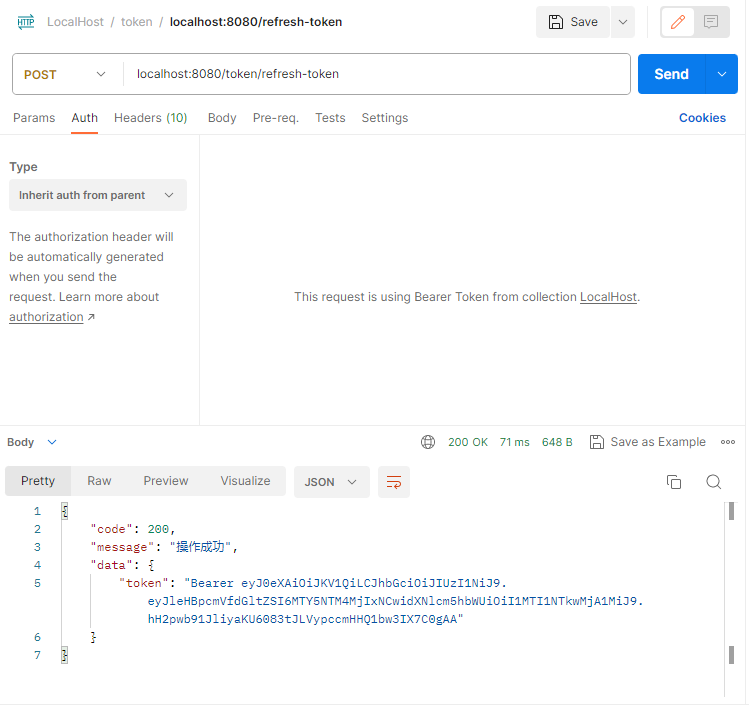 HTTP LocalHost / token / localhost:8080/refresh-token Save
POST localhost:8080/token/refresh-token Send
Params Auth Headers (10) Body Pre-req. Tests Settings Cookies
Type
Inherit auth from parent
The authorization header will
be automatically generated
when you send the
request. Learn more about
authorization ↗
This request is using Bearer Token from collection LocalHost.
Body 200 OK 71 ms 648 B Save as Example
Pretty Raw Preview Visualize JSON
1 {
2 "code": 200,
3 "message": "操作成功",
4 "data": {
5 "token": "Bearer eyJ0eXAiOiJKV1QiLCJhbGciOiJIUzI1NiJ9.
eyJleHBpcmVfdGltZSI6MTY5NTM4MjIxNCwidXNlcm5hbWUiOiI1MTI1NTkwMjA1MiJ9.
hH2pwb91JliyaKU6083tJLVypccmHHQ1bw3IX7C0gAA"
6 }
7 }